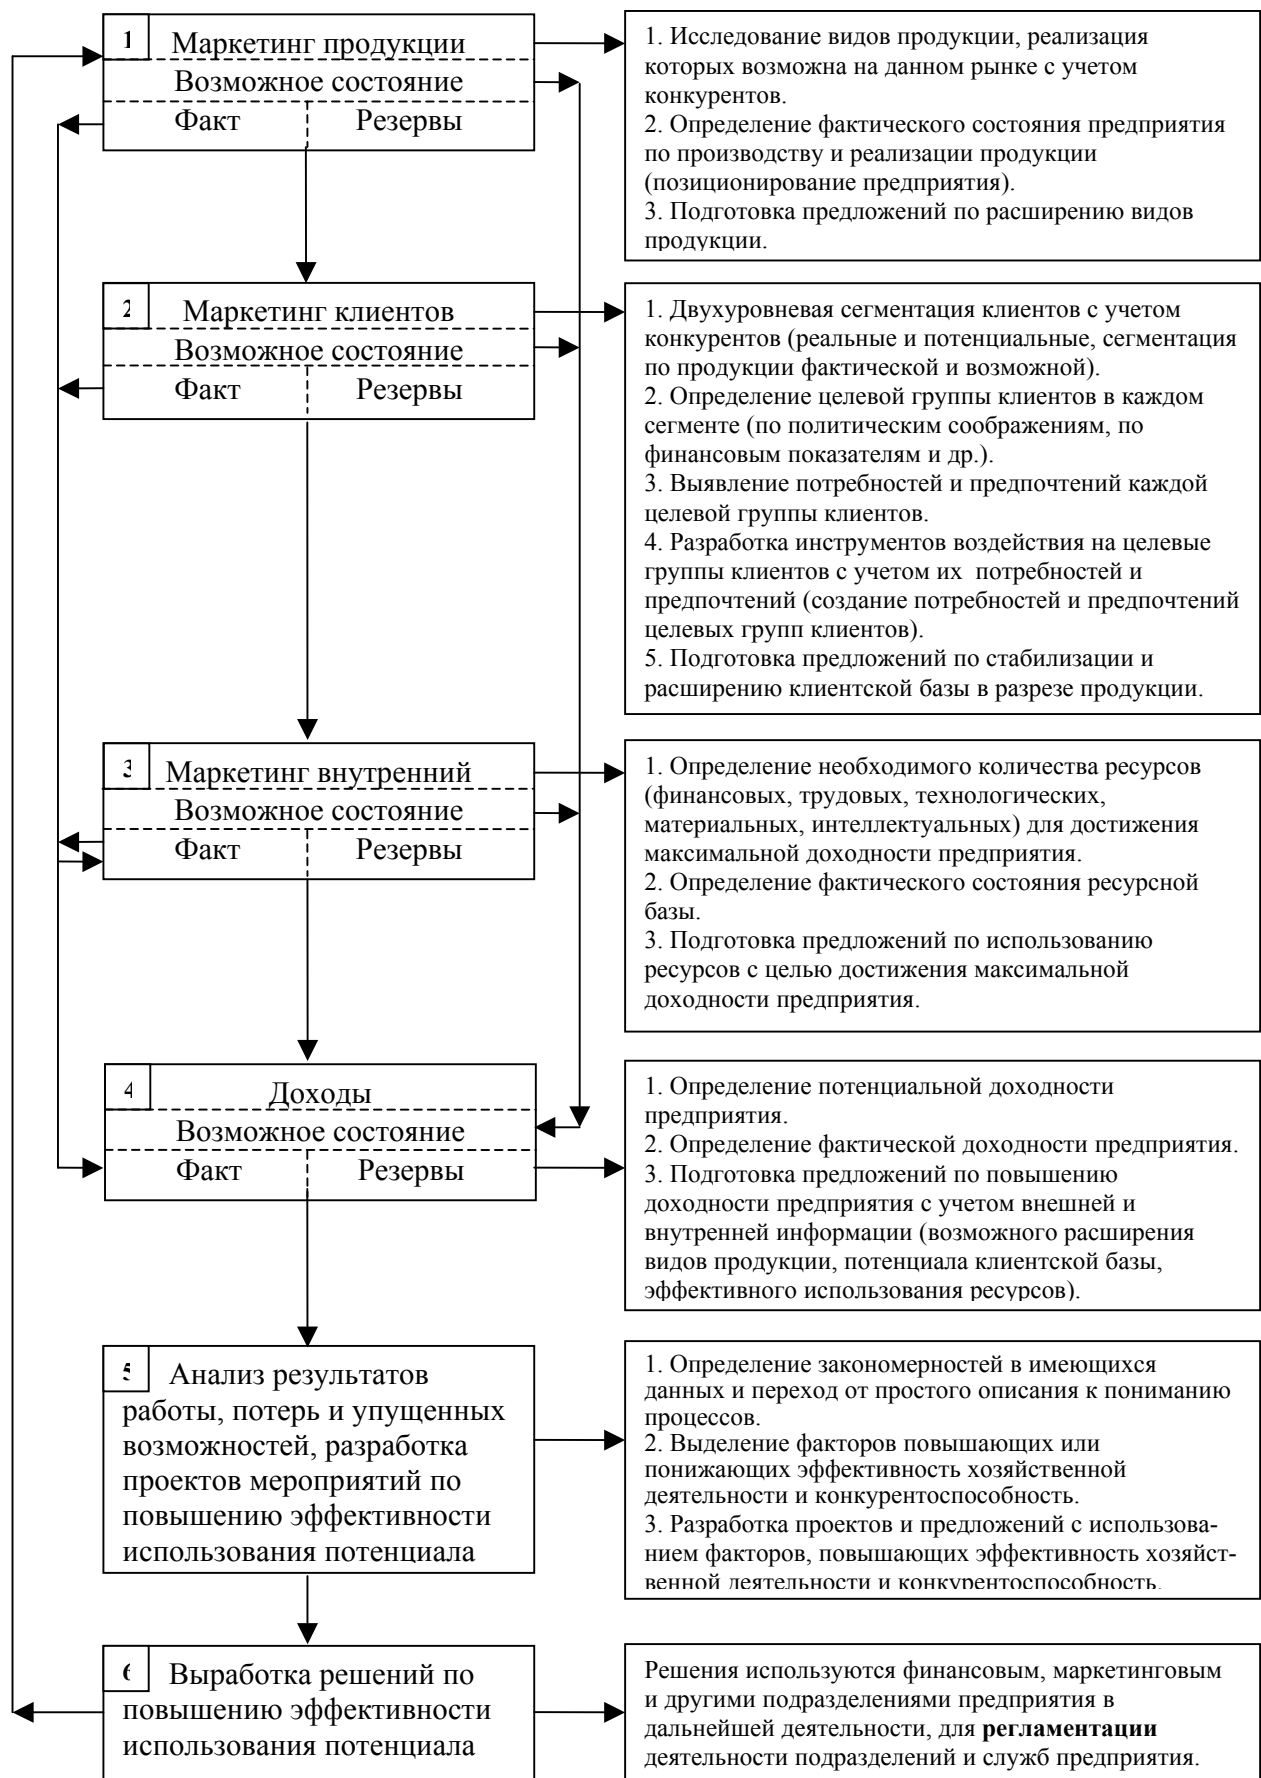 1
Маркетинг продукции
Возможное состояние
Факт Резервы
1. Исследование видов продукции, реализация
которых возможна на данном рынке с учетом
конкурентов.
2. Определение фактического состояния предприятия
по производству и реализации продукции
(позиционирование предприятия).
3. Подготовка предложений по расширению видов
продукции.
2
Маркетинг клиентов
Возможное состояние
Факт Резервы
1. Двухуровневая сегментация клиентов с учетом
конкурентов (реальные и потенциальные, сегментация
по продукции фактической и возможной).
2. Определение целевой группы клиентов в каждом
сегменте (по политическим соображениям, по
финансовым показателям и др.).
3. Выявление потребностей и предпочтений каждой
целевой группы клиентов.
4. Разработка инструментов воздействия на целевые
группы клиентов с учетом их потребностей и
предпочтений (создание потребностей и предпочтений
целевых групп клиентов).
5. Подготовка предложений по стабилизации и
расширению клиентской базы в разрезе продукции.
3
Маркетинг внутренний
Возможное состояние
Факт Резервы
1. Определение необходимого количества ресурсов
(финансовых, трудовых, технологических,
материальных, интеллектуальных) для достижения
максимальной доходности предприятия.
2. Определение фактического состояния ресурсной
базы.
3. Подготовка предложений по использованию
ресурсов с целью достижения максимальной
доходности предприятия.
4
Доходы
Возможное состояние
Факт Резервы
1. Определение потенциальной доходности
предприятия.
2. Определение фактической доходности предприятия.
3. Подготовка предложений по повышению
доходности предприятия с учетом внешней и
внутренней информации (возможного расширения
видов продукции, потенциала клиентской базы,
эффективного использования ресурсов).
5
Анализ результатов
работы, потерь и упущенных
возможностей, разработка
проектов мероприятий по
повышению эффективности
использования потенциала
1. Определение закономерностей в имеющихся
данных и переход от простого описания к пониманию
процессов.
2. Выделение факторов повышающих или
понижающих эффективность хозяйственной
деятельности и конкурентоспособность.
3. Разработка проектов и предложений с использова-
нием факторов, повышающих эффективность хозяйст-
венной деятельности и конкурентоспособность.
6
Выработка решений по
повышению эффективности
использования потенциала
Решения используются финансовым, маркетинговым
и другими подразделениями предприятия в
дальнейшей деятельности, для регламентации
деятельности подразделений и служб предприятия.